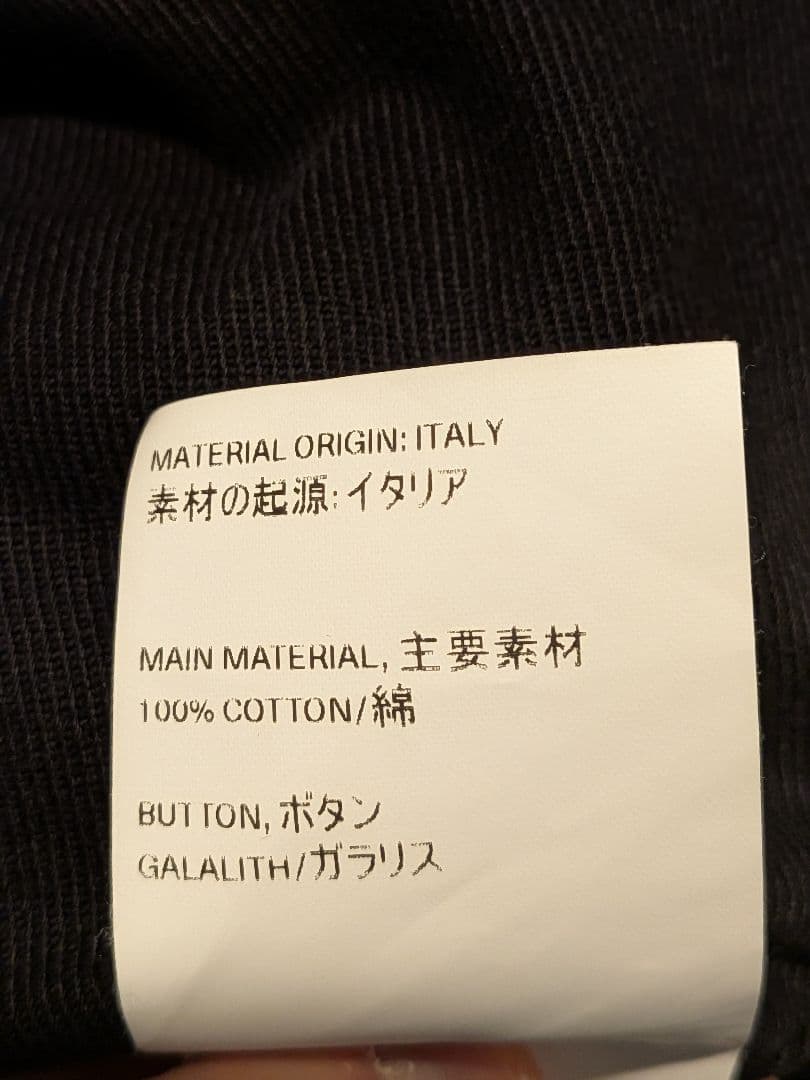 MATERIAL ORIGIN: ITALY
素材の起源: イタリア
MAIN MATERIAL, 主要素材
100% COTTON/綿
BUTTON, ボタン
GALALITH/ガラリス